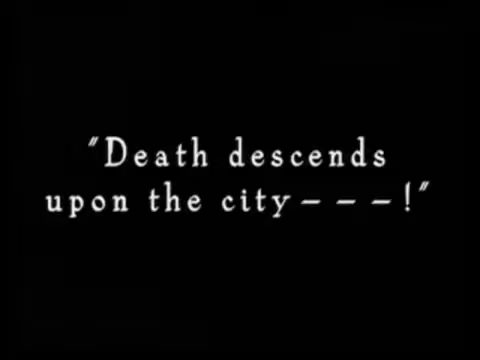 "Death descends
upon the city – – – !"